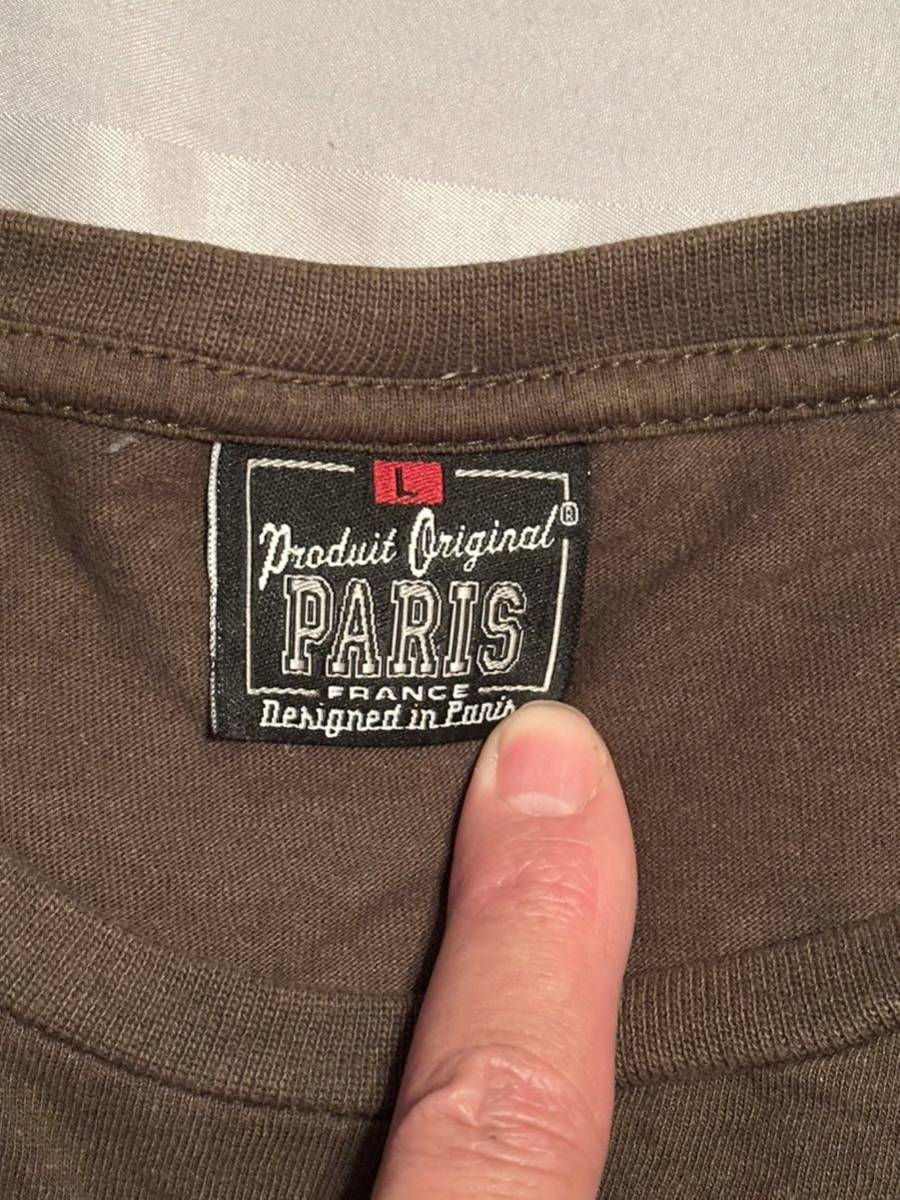 L
Produit Original®
PARIS
FRANCE
Designed in Paris